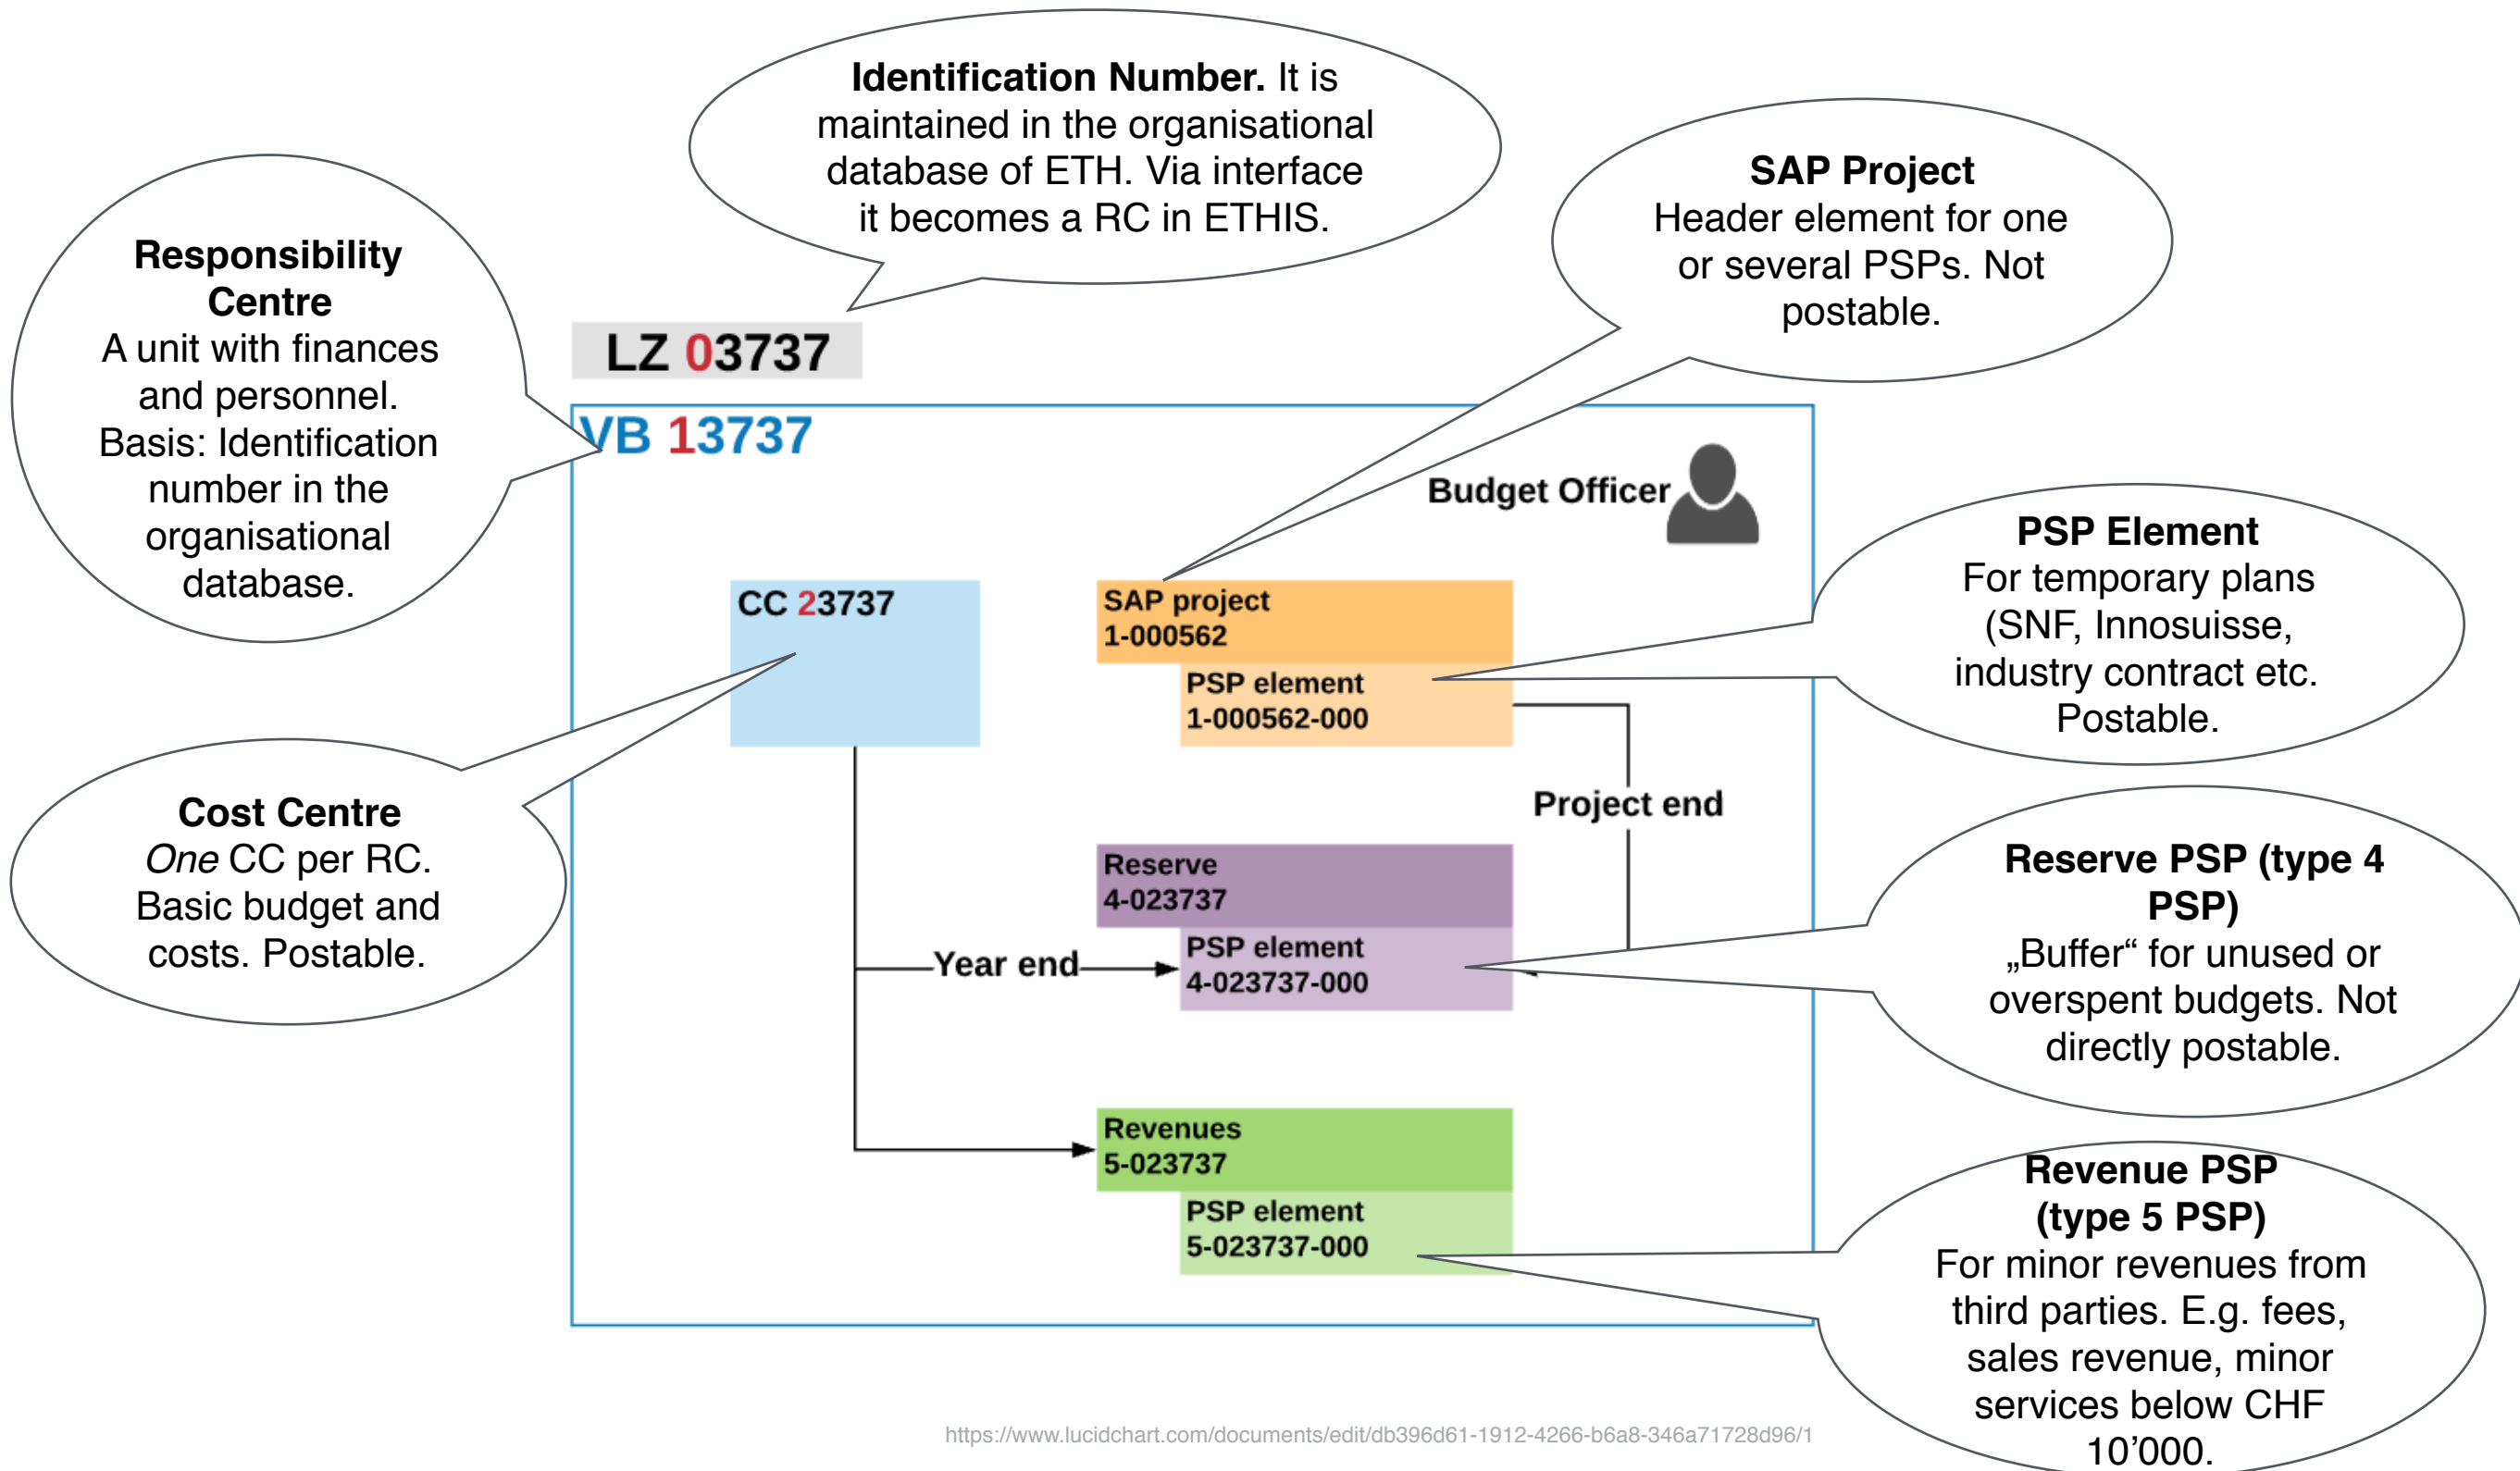 Identification Number. It is
maintained in the organisational
database of ETH. Via interface
it becomes a RC in ETHIS.
SAP Project
Header element for one
or several PSPs. Not
postable.
Responsibility
Centre
A unit with finances
and personnel.
Basis: Identification
number in the
organisational
database.
LZ 03737
VB 13737
Budget Officer
PSP Element
For temporary plans
(SNF, Innosuisse,
industry contract etc.
Postable.
CC 23737
SAP project
1-000562
PSP element
1-000562-000
Project end
Cost Centre
One CC per RC.
Basic budget and
costs. Postable.
Reserve
4-023737
PSP element
4-023737-000
Year end
Reserve PSP (type 4
PSP)
„Buffer“ for unused or
overspent budgets. Not
directly postable.
Revenues
5-023737
PSP element
5-023737-000
Revenue PSP
(type 5 PSP)
For minor revenues from
third parties. E.g. fees,
sales revenue, minor
services below CHF
10’000.
https://www.lucidchart.com/documents/edit/db396d61-1912-4266-b6a8-346a71728d96/1